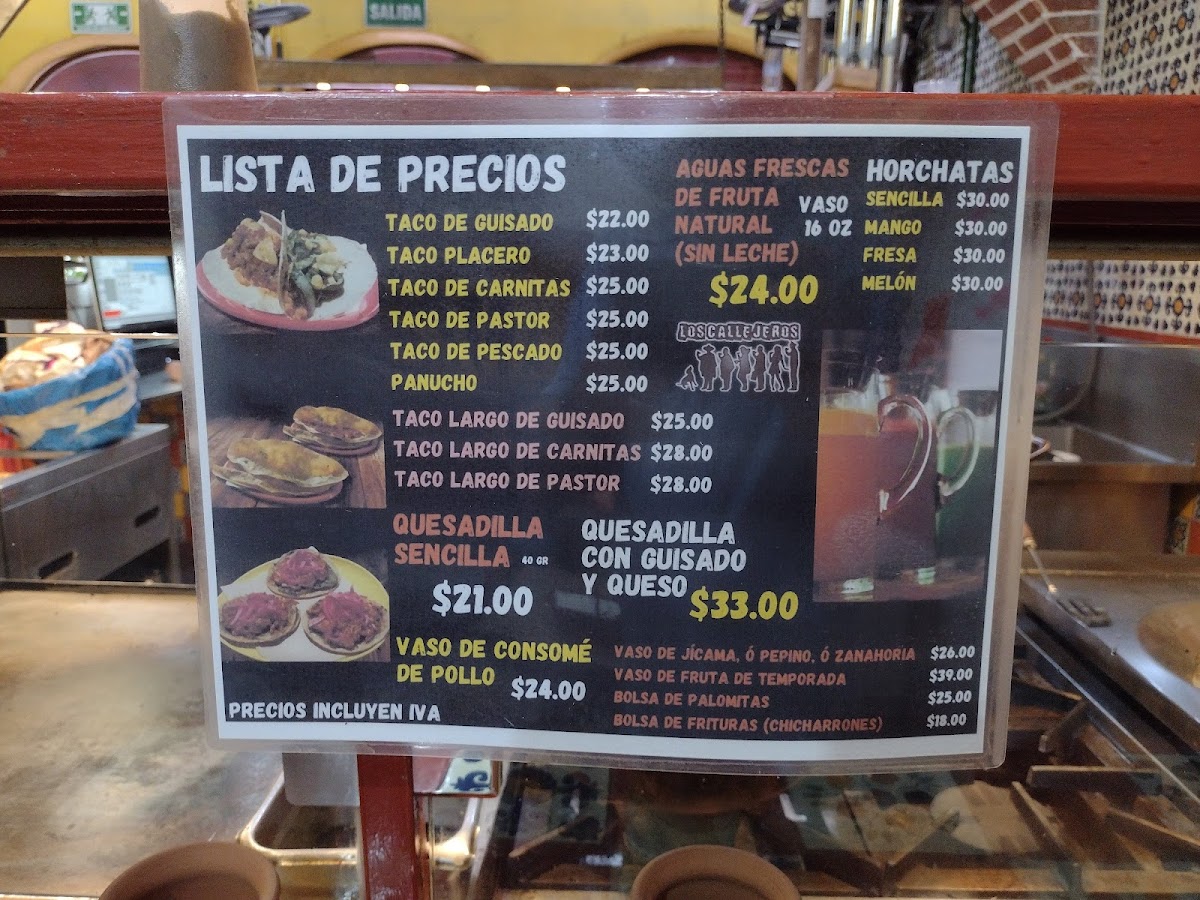 SALIDA
LISTA DE PRECIOS
TACO DE GUISADO $22.00
TACO PLACERO $23.00
TACO DE CARNITAS $25.00
TACO DE PASTOR $25.00
TACO DE PESCADO $25.00
PANUCHO $25.00
TACO LARGO DE GUISADO $25.00
TACO LARGO DE CARNITAS $28.00
TACO LARGO DE PASTOR $28.00
QUESADILLA
SENCILLA 40 GR
$21.00
QUESADILLA
CON GUISADO
Y QUESO $33.00
VASO DE CONSOMÉ
DE POLLO $24.00
PRECIOS INCLUYEN IVA
AGUAS FRESCAS
DE FRUTA
NATURAL
(SIN LECHE)
VASO
16 OZ
$24.00
HORCHATAS
SENCILLA $30.00
MANGO $30.00
FRESA $30.00
MELÓN $30.00
LOS CALLEJEROS
VASO DE JÍCAMA, Ó PEPINO, Ó ZANAHORIA $26.00
VASO DE FRUTA DE TEMPORADA $39.00
BOLSA DE PALOMITAS $25.00
BOLSA DE FRITURAS (CHICHARRONES) $18.00